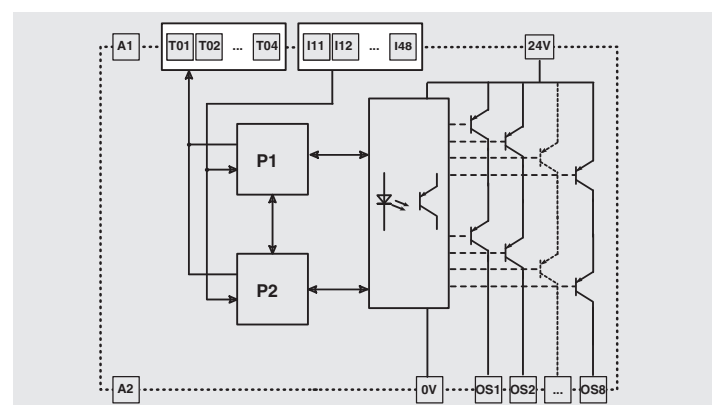 A1 T01 T02 ... T04 I11 I12 ... I48 24V
P1
P2
A2 0V OS1 OS2 ... OS8